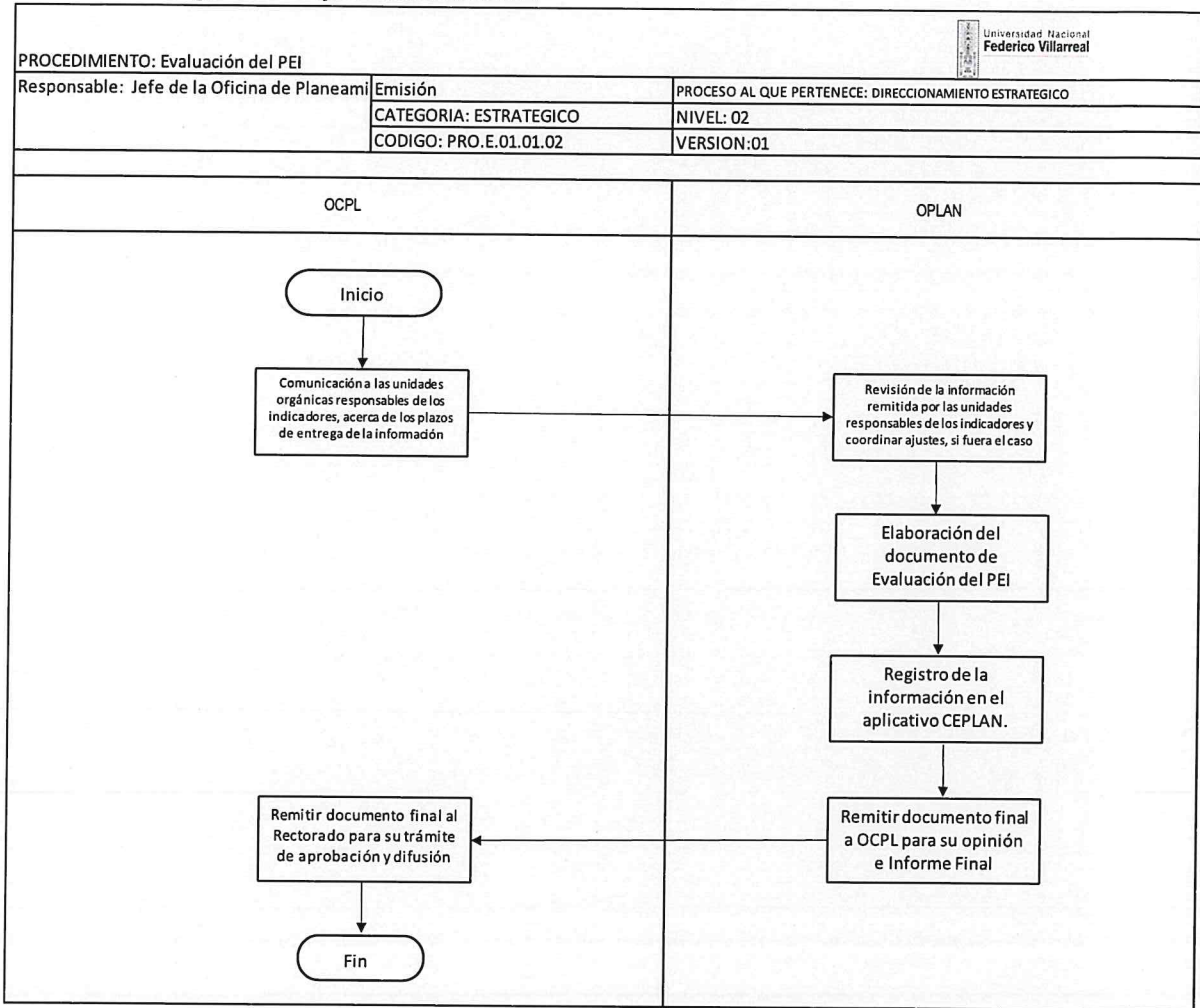 Universidad Nacional
Federico Villarreal
PROCEDIMIENTO: Evaluación del PEI
Responsable: Jefe de la Oficina de Planeami
Emisión
PROCESO AL QUE PERTENECE: DIRECCIONAMIENTO ESTRATEGICO
CATEGORIA: ESTRATEGICO
NIVEL: 02
CODIGO: PRO.E.01.01.02
VERSION:01
OCPL
OPLAN
Inicio
Comunicación a las unidades
orgánicas responsables de los
indicadores, acerca de los plazos
de entrega de la información
Revisión de la información
remitida por las unidades
responsables de los indicadores y
coordinar ajustes, si fuera el caso
Elaboración del
documento de
Evaluación del PEI
Registro de la
información en el
aplicativo CEPLAN.
Remitir documento final
a OCPL para su opinión
e Informe Final
Remitir documento final al
Rectorado para su trámite
de aprobación y difusión
Fin